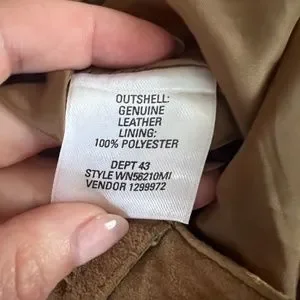 OUTSHELL:
GENUINE
LEATHER
LINING:
100% POLYESTER
DEPT 43
STYLE WN56210MI
VENDOR 1299972